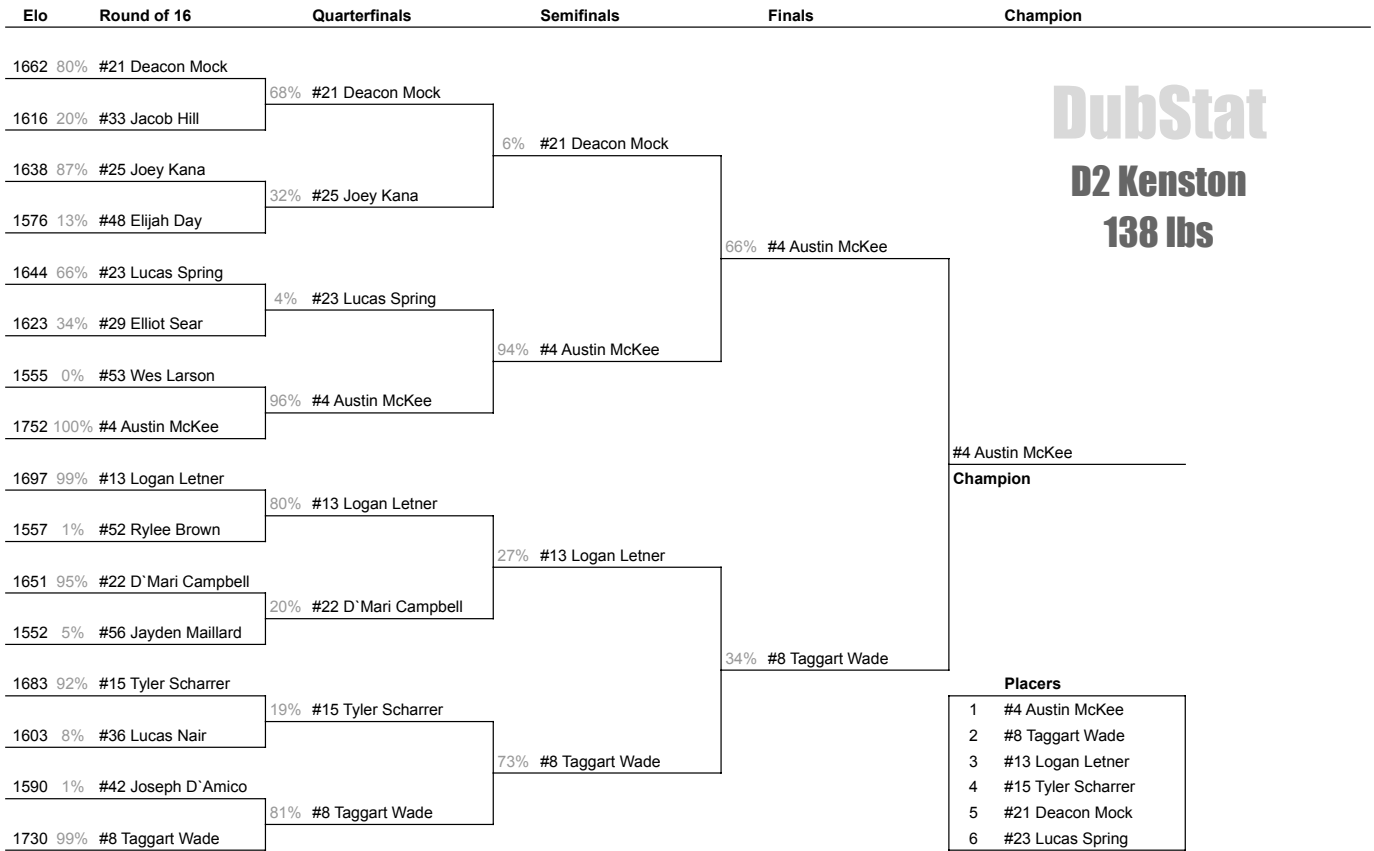 Elo Round of 16 Quarterfinals Semifinals Finals Champion
1662 80% #21 Deacon Mock
DubStat
68% #21 Deacon Mock
1616 20% #33 Jacob Hill
6% #21 Deacon Mock
1638 87% #25 Joey Kana
D2 Kenston
32% #25 Joey Kana
1576 13% #48 Elijah Day
138 lbs
66% #4 Austin McKee
1644 66% #23 Lucas Spring
4% #23 Lucas Spring
1623 34% #29 Elliot Sear
94% #4 Austin McKee
1555 0% #53 Wes Larson
96% #4 Austin McKee
1752 100% #4 Austin McKee
#4 Austin McKee
1697 99% #13 Logan Letner
Champion
80% #13 Logan Letner
1557 1% #52 Rylee Brown
27% #13 Logan Letner
1651 95% #22 D`Mari Campbell
20% #22 D`Mari Campbell
1552 5% #56 Jayden Maillard
34% #8 Taggart Wade
1683 92% #15 Tyler Scharrer
Placers
19% #15 Tyler Scharrer
1 #4 Austin McKee
1603 8% #36 Lucas Nair
2 #8 Taggart Wade
73% #8 Taggart Wade
3 #13 Logan Letner
1590 1% #42 Joseph D`Amico
4 #15 Tyler Scharrer
81% #8 Taggart Wade
5 #21 Deacon Mock
1730 99% #8 Taggart Wade
6 #23 Lucas Spring